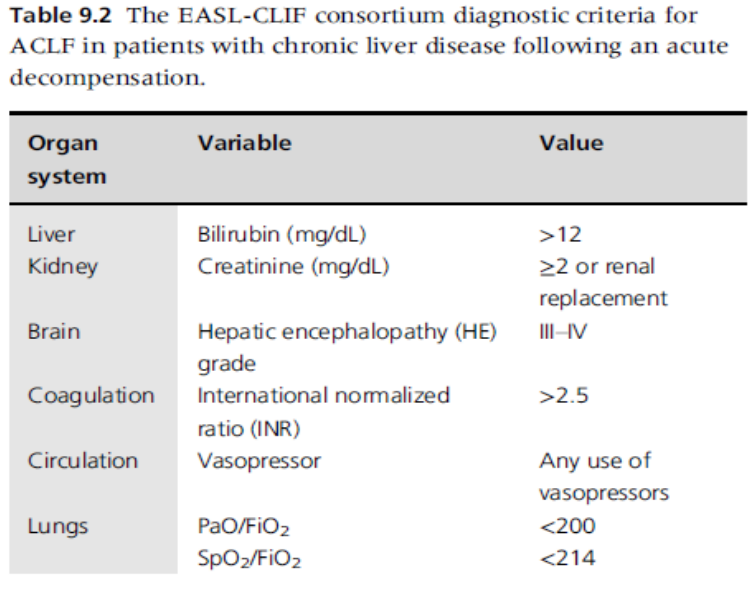 Table 9.2 The EASL-CLIF consortium diagnostic criteria for
ACLF in patients with chronic liver disease following an acute
decompensation.
Organ system Variable Value
Liver Bilirubin (mg/dL) >12
Kidney Creatinine (mg/dL) ≥2 or renal
replacement
Brain Hepatic encephalopathy (HE) III–IV
grade
Coagulation International normalized >2.5
ratio (INR)
Circulation Vasopressor Any use of
vasopressors
Lungs PaO/FiO₂ <200
SpO₂/FiO₂ <214